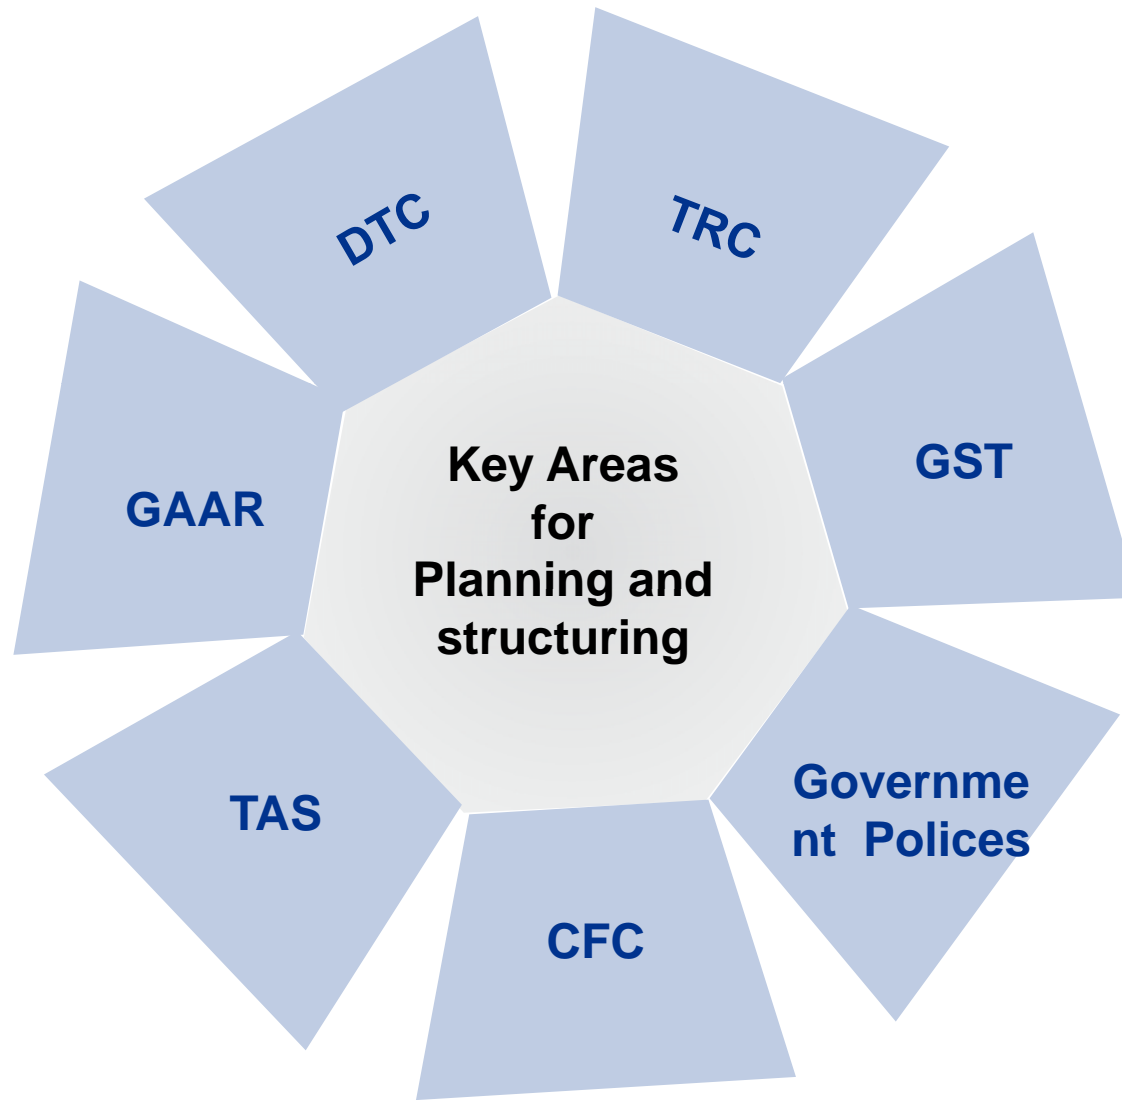 DTC
TRC
GST
GAAR
Key Areas
for
Planning and
structuring
Governme
nt  Polices
TAS
CFC